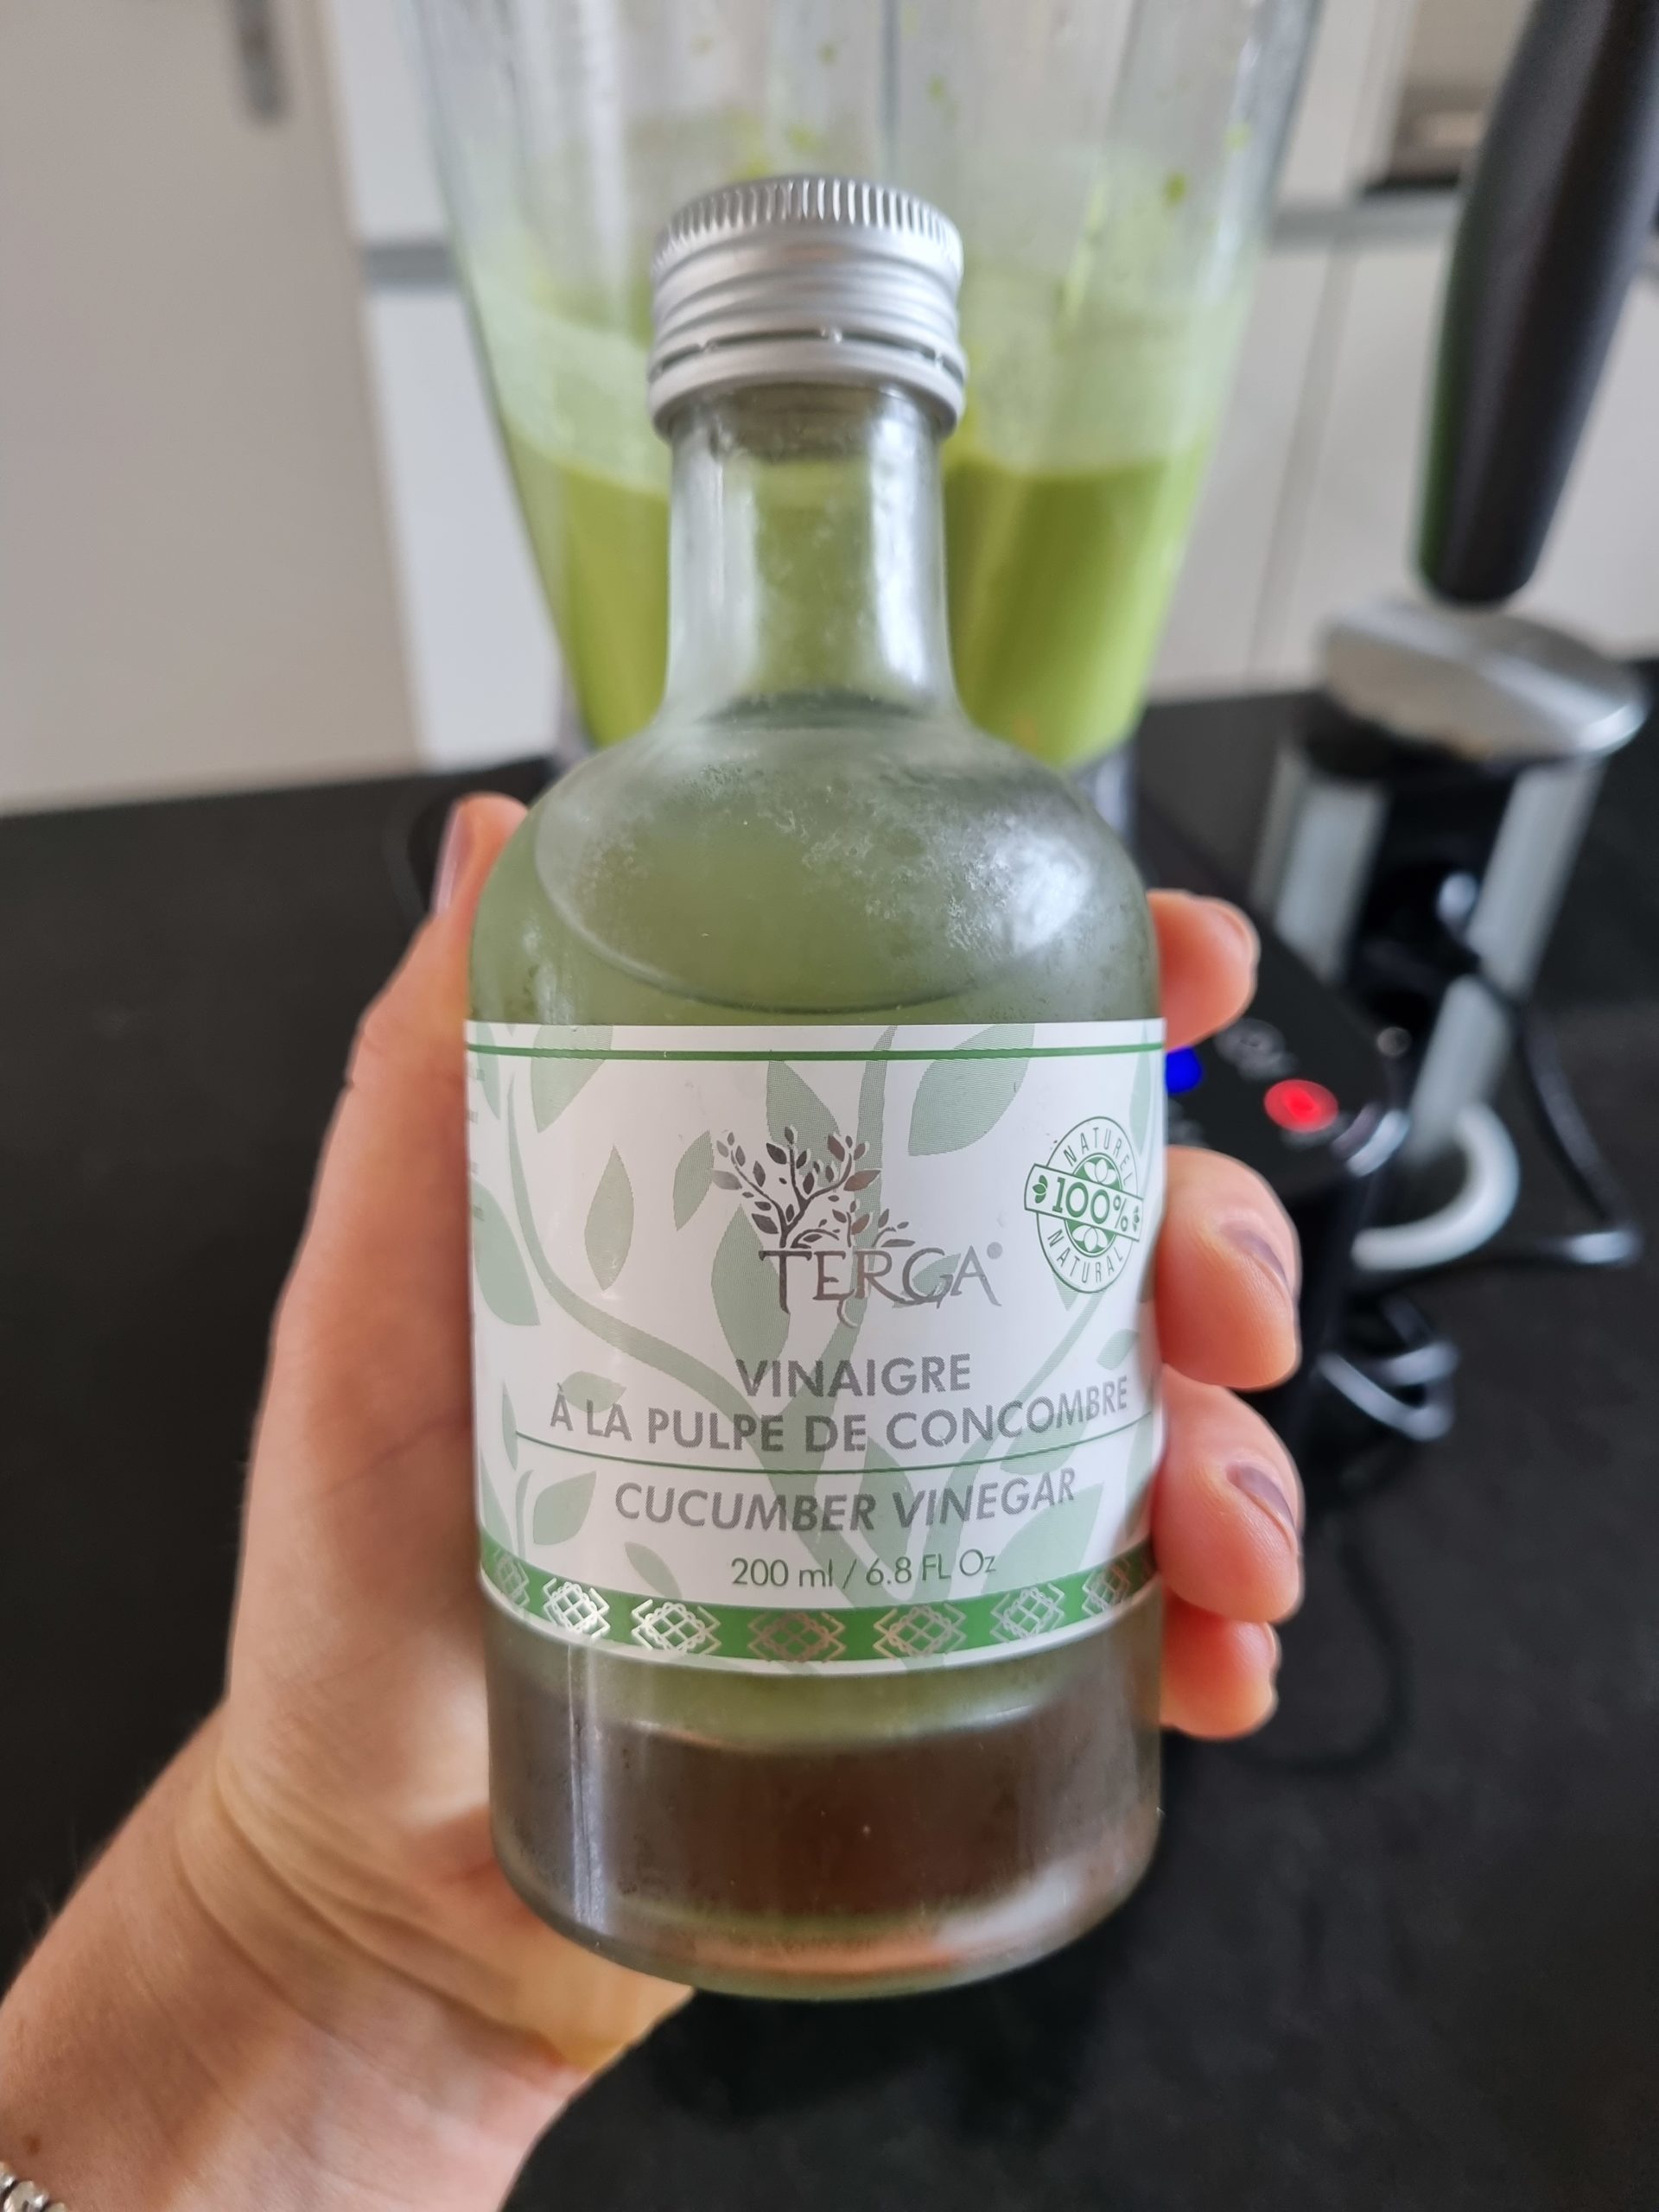 TERGA
NATUREL
100%
NATURAL
VINAIGRE
À LA PULPE DE CONCOMBRE
CUCUMBER VINEGAR
200 ml / 6.8 FL Oz